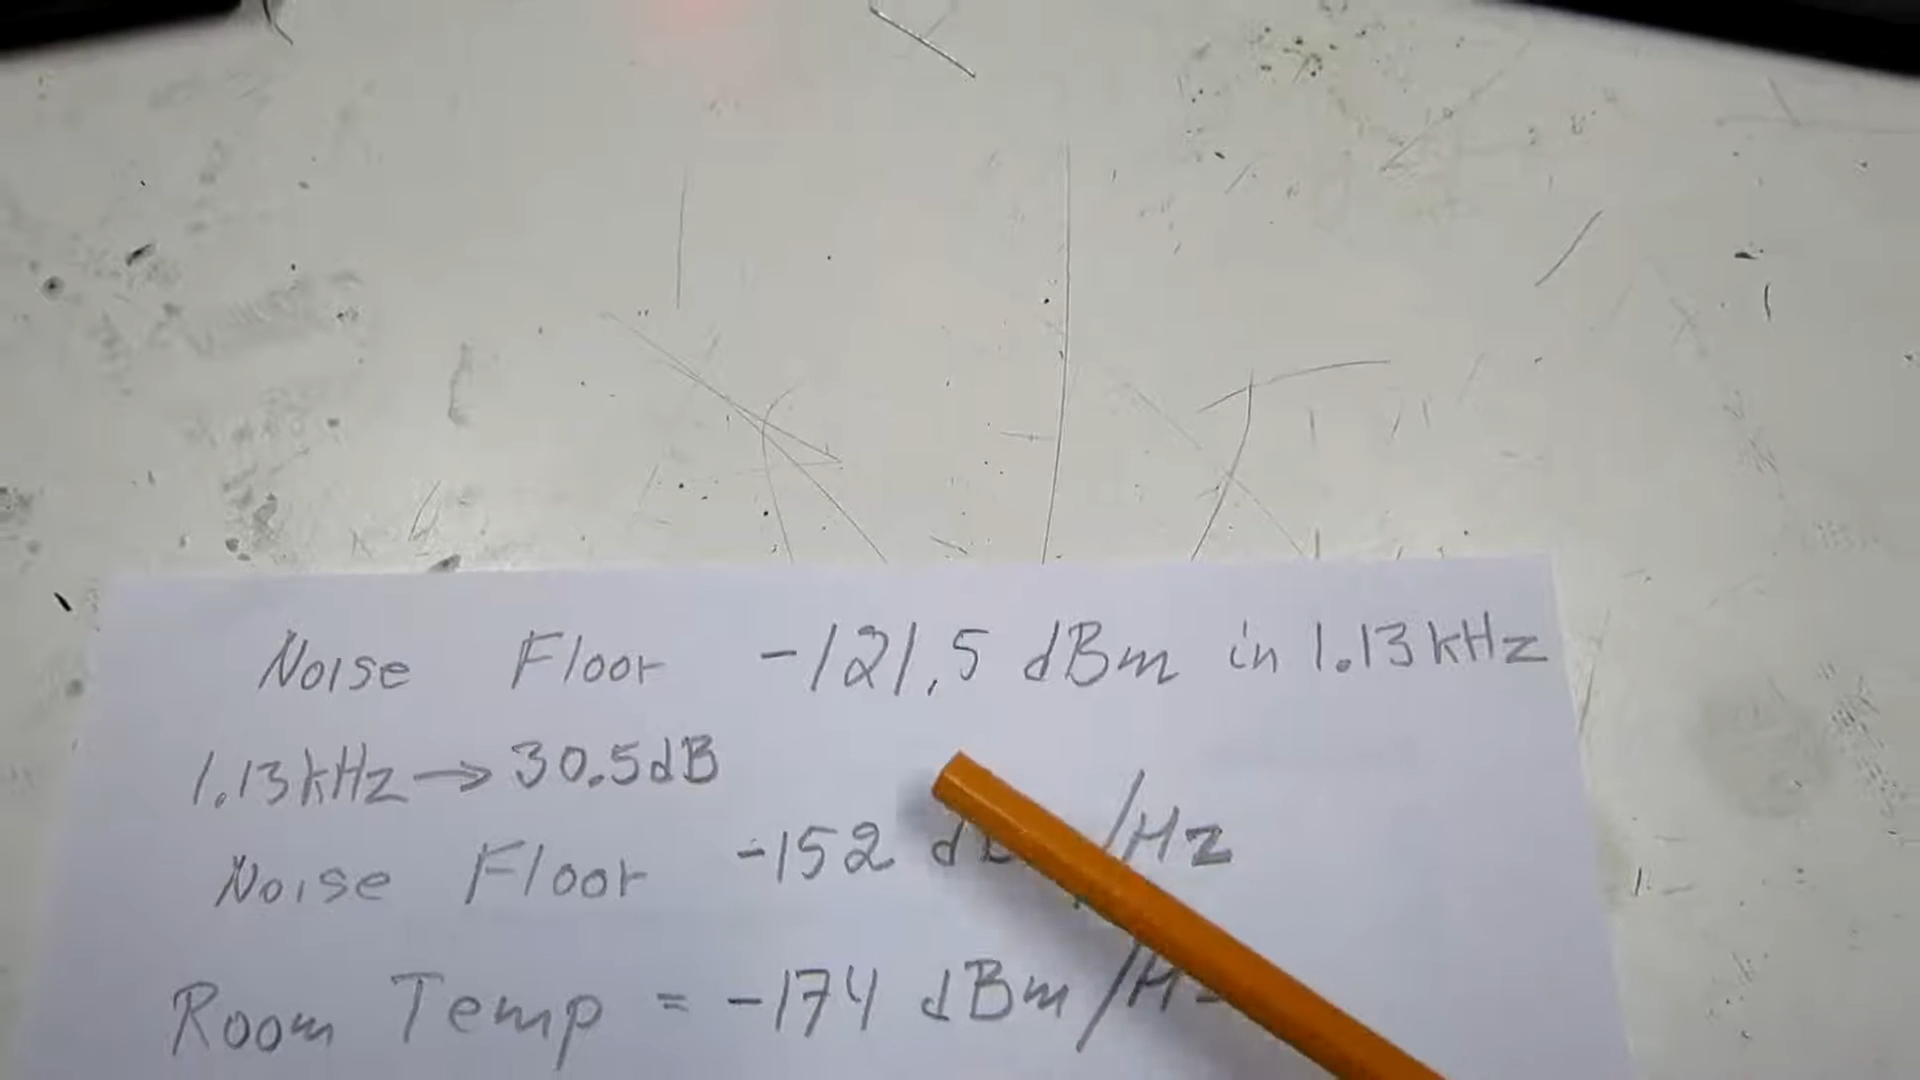 Noise Floor -121.5 dBm in 1.13 kHz
1.13 kHz → 30.5 dB
Noise Floor -152 /Hz
Room Temp = -174 dBm/Hz